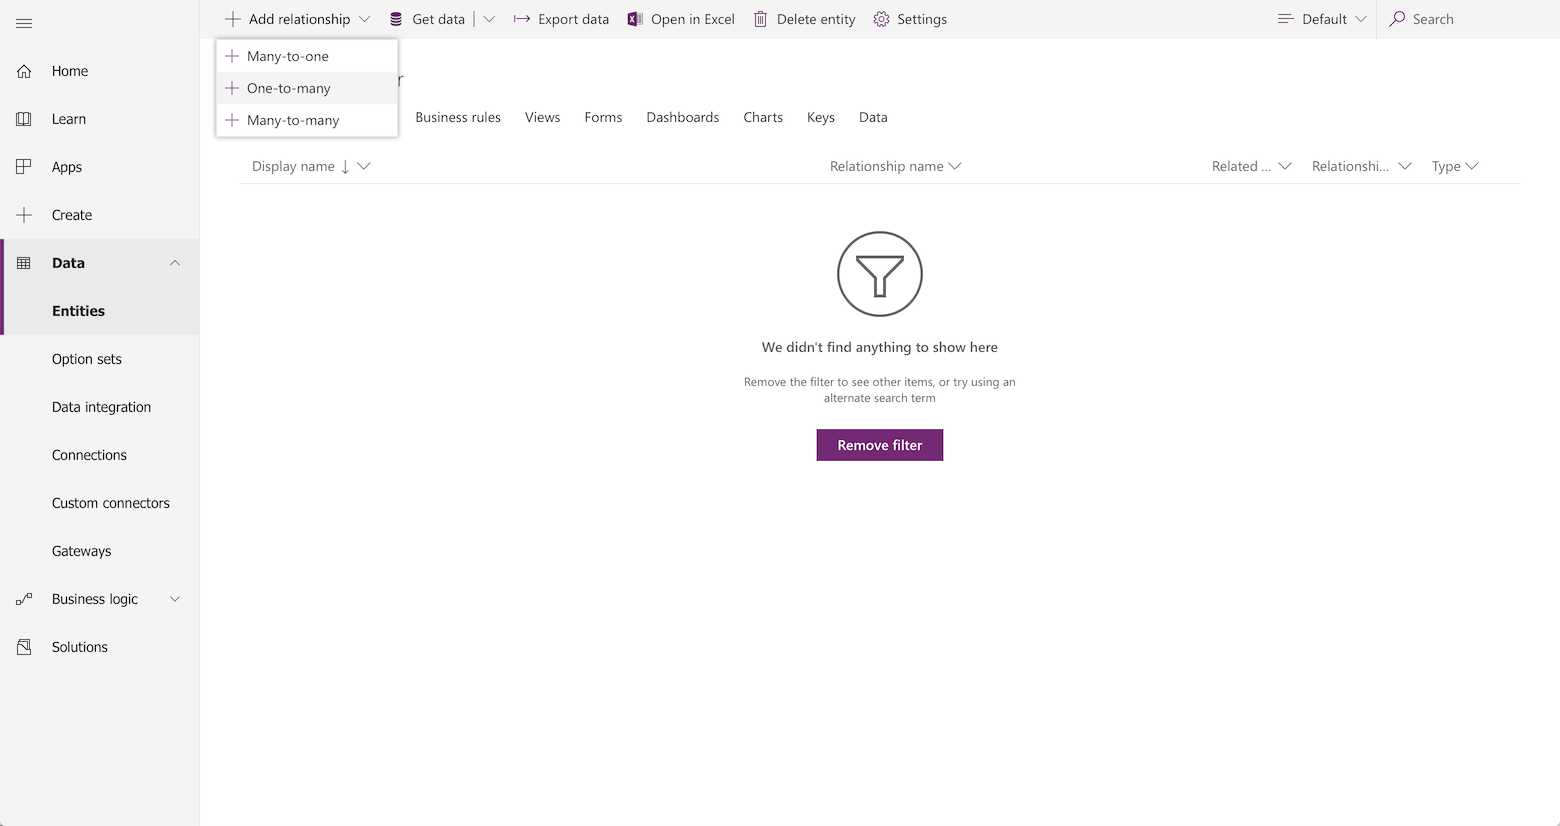 Add relationship
Get data
Export data
Open in Excel
Delete entity
Settings
Default
Search
Many-to-one
One-to-many
Many-to-many
Home
Learn
Apps
Create
Data
Entities
Option sets
Data integration
Connections
Custom connectors
Gateways
Business logic
Solutions
r
Business rules
Views
Forms
Dashboards
Charts
Keys
Data
Display name
Relationship name
Related ...
Relationshi...
Type
We didn't find anything to show here
Remove the filter to see other items, or try using an
alternate search term
Remove filter